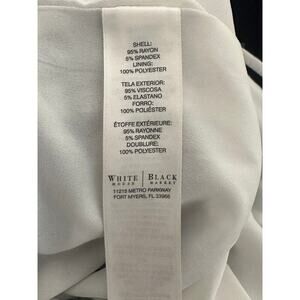 SHELL:
95% RAYON
5% SPANDEX
LINING:
100% POLYESTER
TELA EXTERIOR:
95% VISCOSA
5% ELASTANO
FORRO:
100% POLIÉSTER
ÉTOFFE EXTÉRIEURE:
95% RAYONNE
5% SPANDEX
DOUBLURE:
100% POLYESTER
WHITE | BLACK
HOUSE MARKET
11215 METRO PARKWAY
FORT MYERS, FL 33966